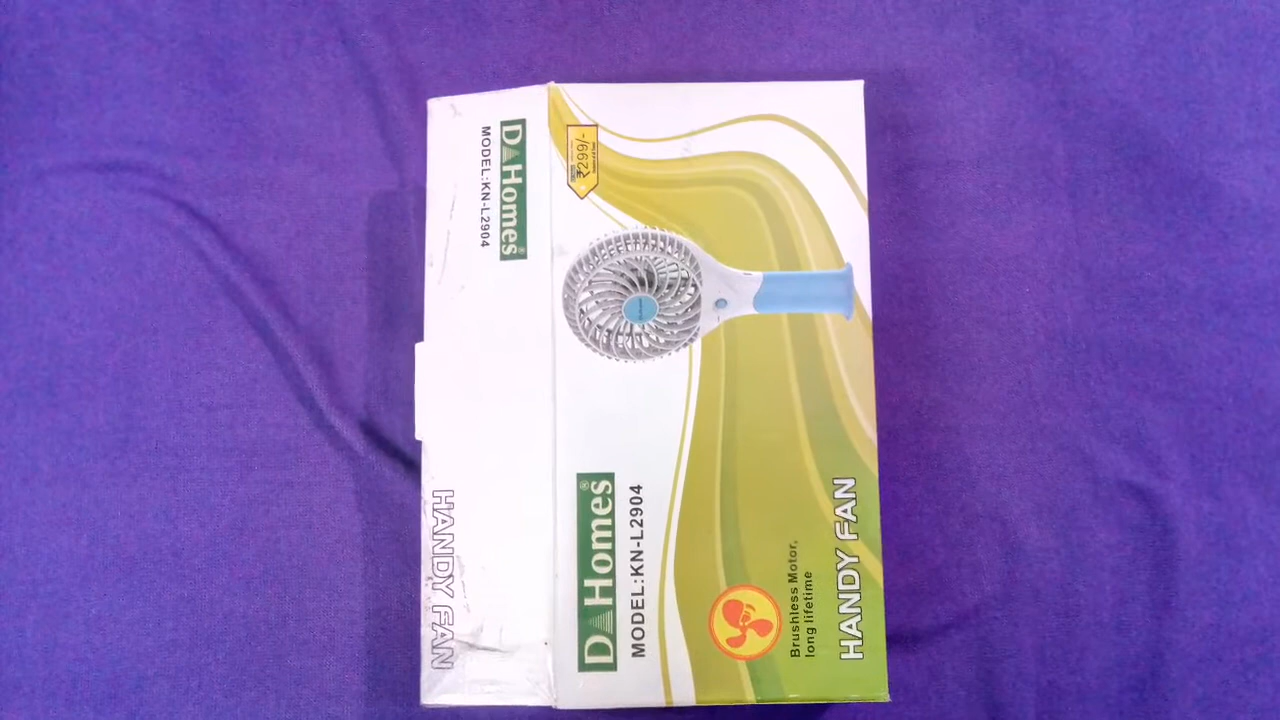 D Homes®
MODEL:KN-L2904
HANDY FAN
₹299/-
D Homes®
MODEL:KN-L2904
Brushless Motor,
long lifetime
HANDY FAN